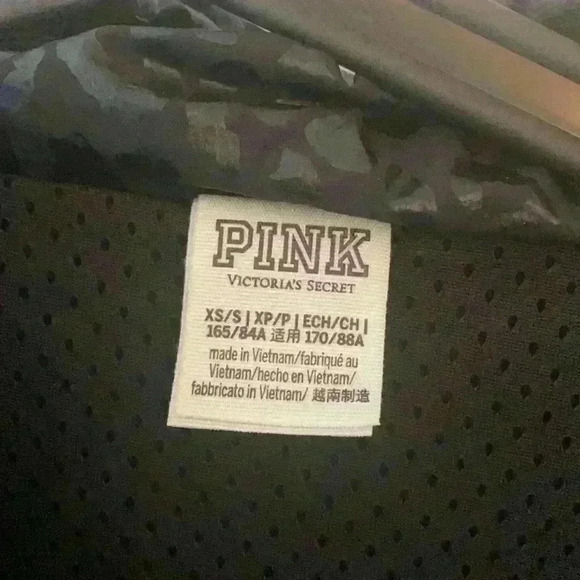 PINK
VICTORIA'S SECRET
XS/S | XP/P | ECH/CH |
165/84A 适用 170/88A
made in Vietnam/fabriqué au
Vietnam/hecho en Vietnam/
fabbricato in Vietnam/ 越南制造